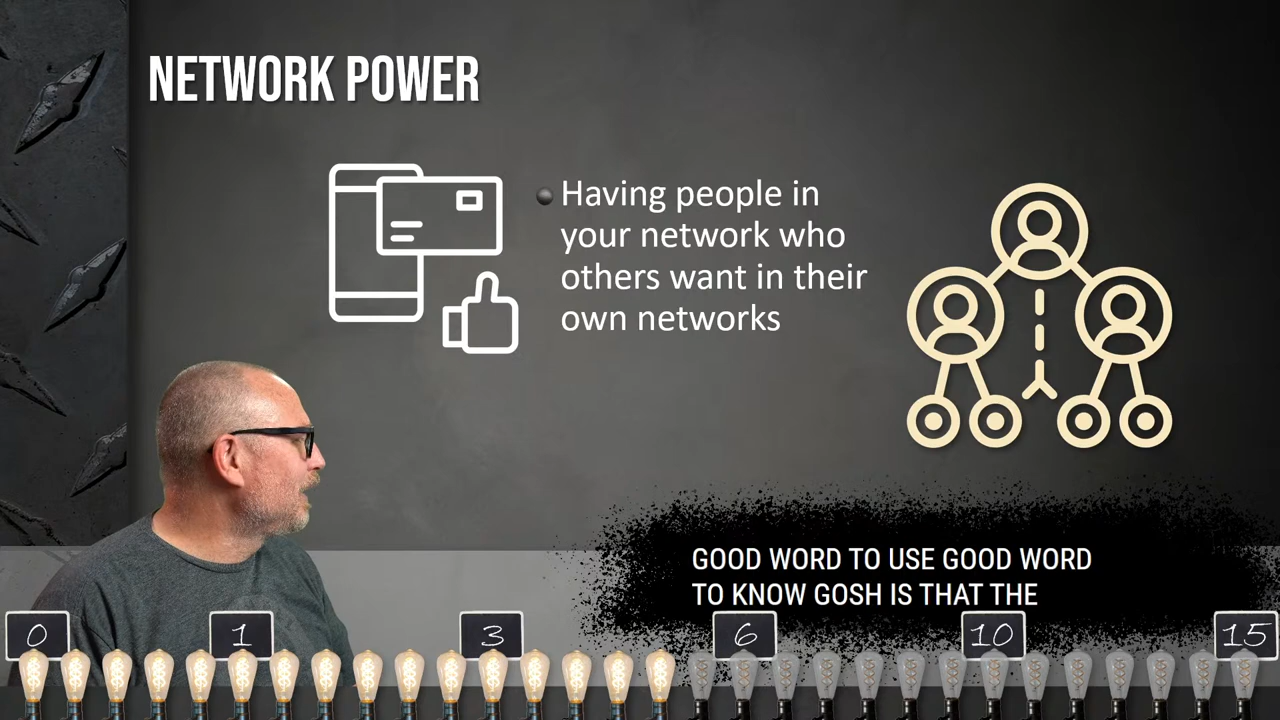 NETWORK POWER
Having people in
your network who
others want in their
own networks
GOOD WORD TO USE GOOD WORD
TO KNOW GOSH IS THAT THE
0 1 3 6 10 15